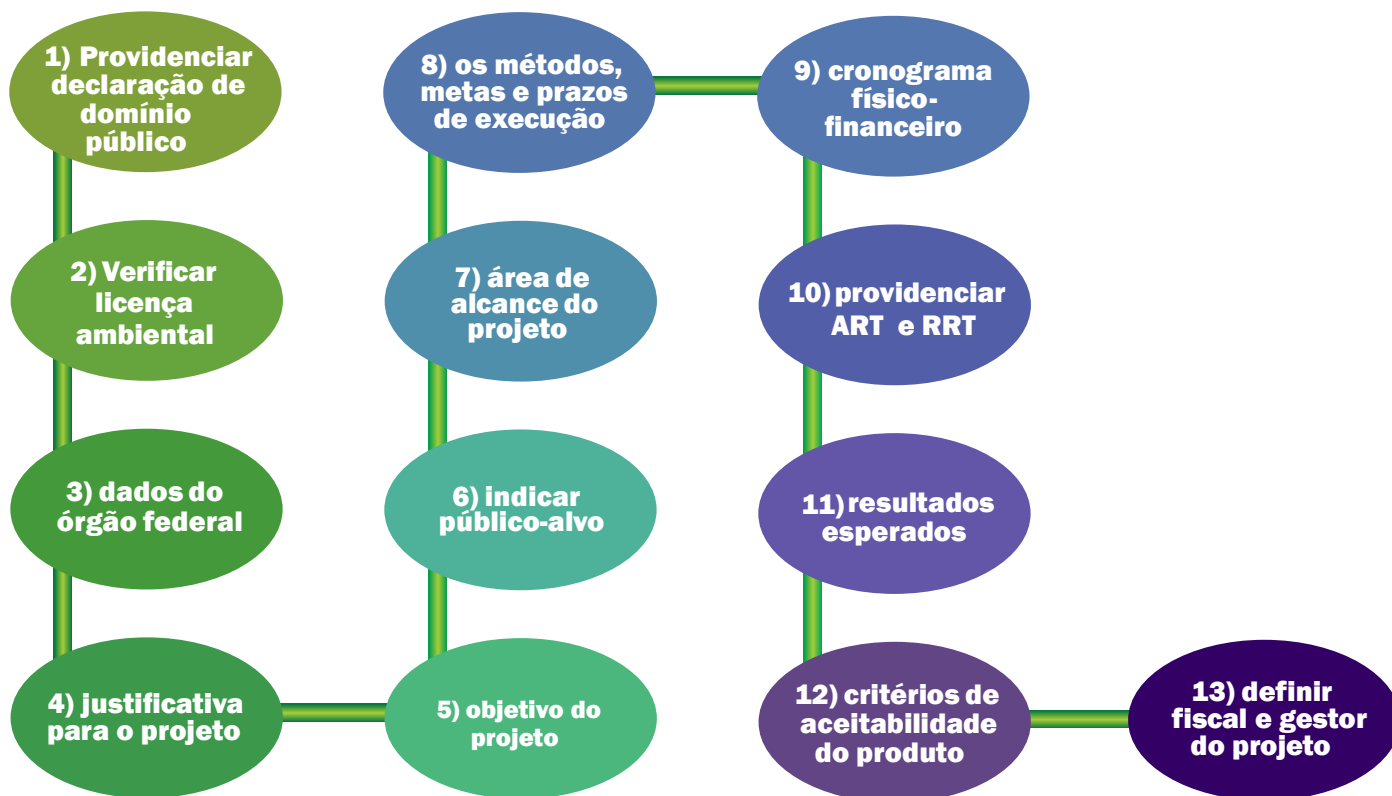 1) Providenciar
declaração de
domínio
público
2) Verificar
licença
ambiental
3) dados do
órgão federal
4) justificativa
para o projeto
5) objetivo do
projeto
6) indicar
público-alvo
7) área de
alcance do
projeto
8) os métodos,
metas e prazos
de execução
9) cronograma
físico-
financeiro
10) providenciar
ART e RRT
11) resultados
esperados
12) critérios de
aceitabilidade
do produto
13) definir
fiscal e gestor
do projeto